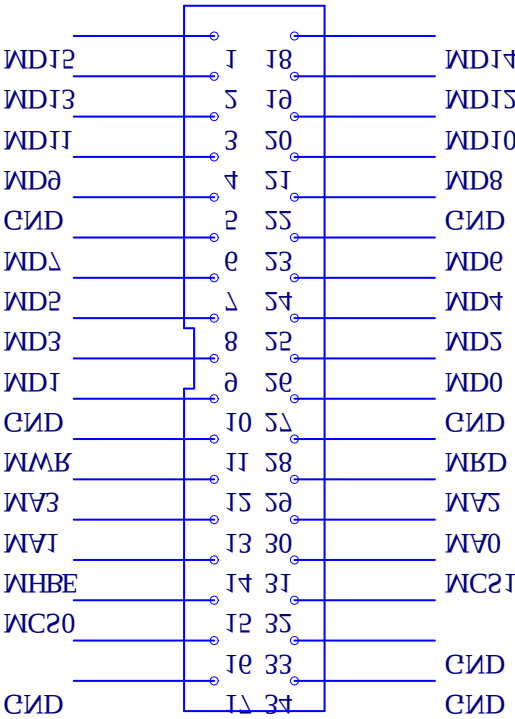 MD15 1 18 MD14
MD13 2 19 MD12
MD11 3 20 MD10
MD9 4 21 MD8
GND 5 22 GND
MD7 6 23 MD6
MD5 7 24 MD4
MD3 8 25 MD2
MD1 9 26 MD0
GND 10 27 GND
MWR 11 28 MRD
MA3 12 29 MA2
MA1 13 30 MA0
MHBE 14 31 MCS1
MCS0 15 32
16 33 GND
GND 17 34 GND